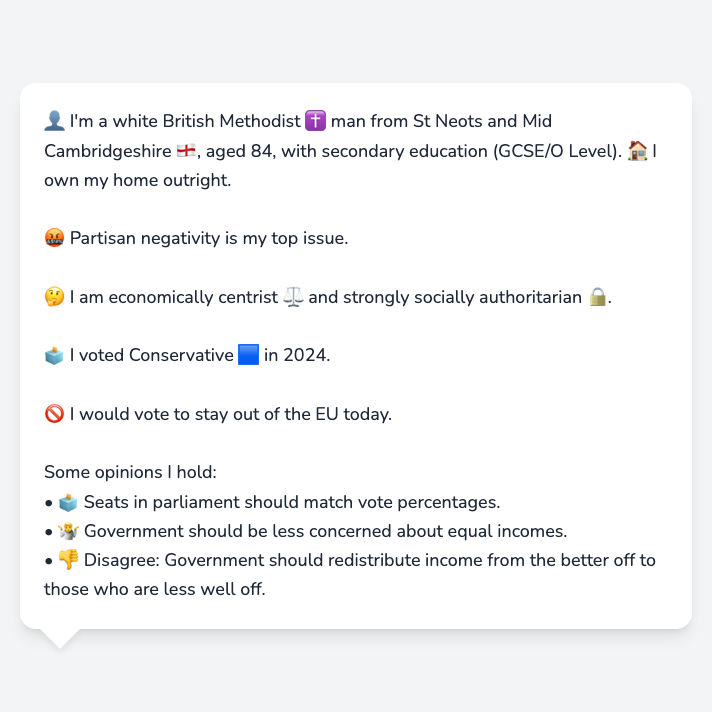 👤 I'm a white British Methodist ✝️ man from St Neots and Mid
Cambridgeshire 🏴󠁧󠁢󠁥󠁮󠁧󠁿, aged 84, with secondary education (GCSE/O Level). 🏠 I
own my home outright.
🤬 Partisan negativity is my top issue.
🤔 I am economically centrist ⚖️ and strongly socially authoritarian 🔒.
🗳️ I voted Conservative 🟦 in 2024.
🚫 I would vote to stay out of the EU today.
Some opinions I hold:
• 🗳️ Seats in parliament should match vote percentages.
• 🤷 Government should be less concerned about equal incomes.
• 👎 Disagree: Government should redistribute income from the better off to
those who are less well off.